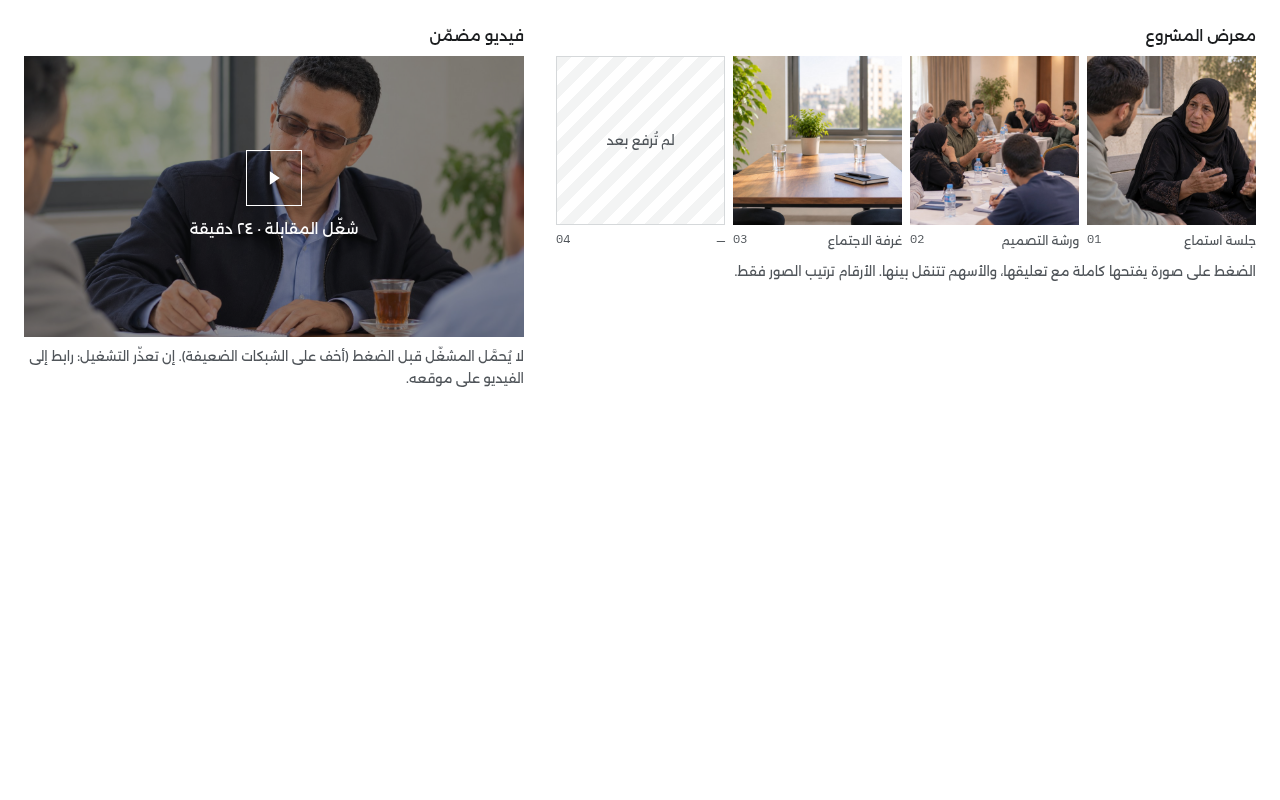 معرض المشروع
جلسة استماع 01
ورشة التصميم 02
غرفة الاجتماع 03
لم تُرفع بعد
— 04
الضغط على صورة يفتحها كاملة مع تعليقها، والأسهم تتنقل بينها. الأرقام ترتيب الصور فقط.
فيديو مضمّن
شغّل المقابلة · ٢٤ دقيقة
لا يُحمَّل المشغّل قبل الضغط (أخف على الشبكات الضعيفة). إن تعذّر التشغيل: رابط إلى
الفيديو على موقعه.